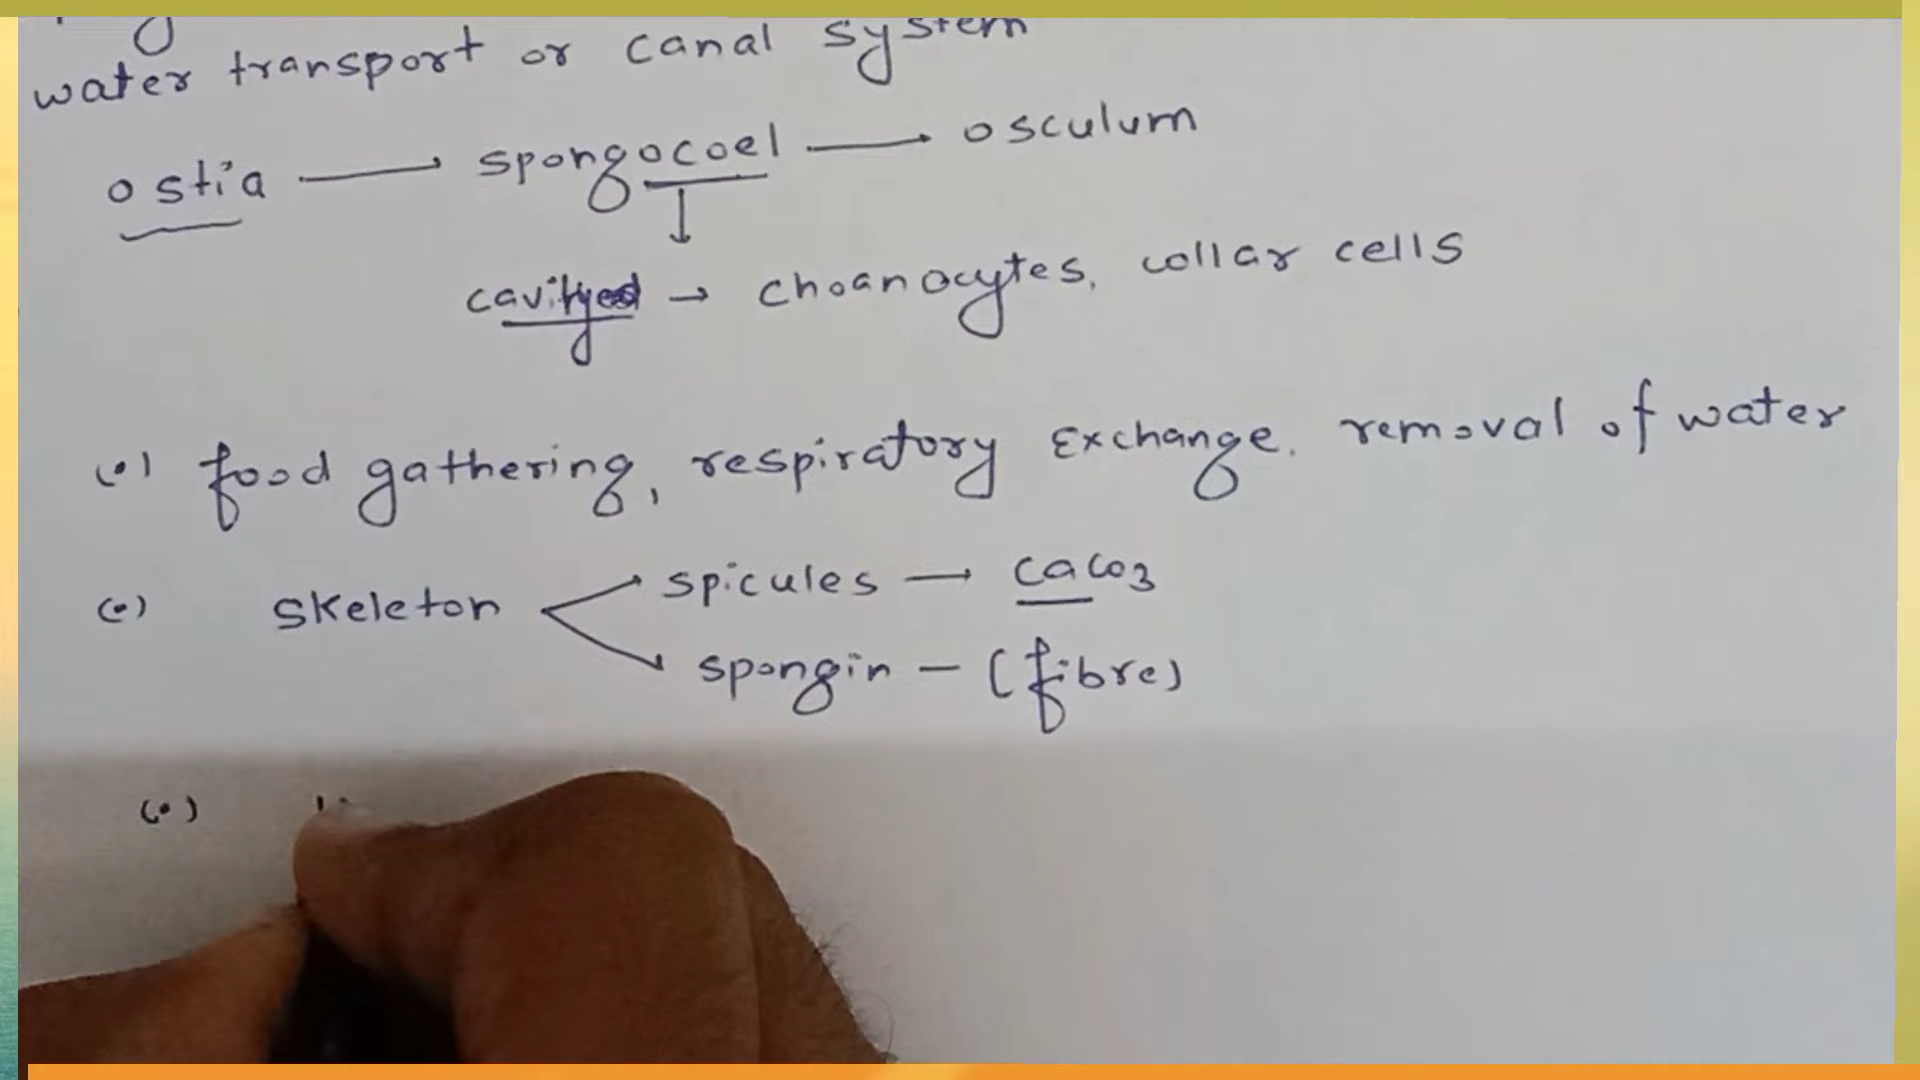 water transport or canal system
ostia → spongocoel → osculum
↓
cavity → choanocytes, collar cells
(•) food gathering, respiratory Exchange. removal of water
(•) skeleton spicules → caco3
spongin - (fibre)
(•)